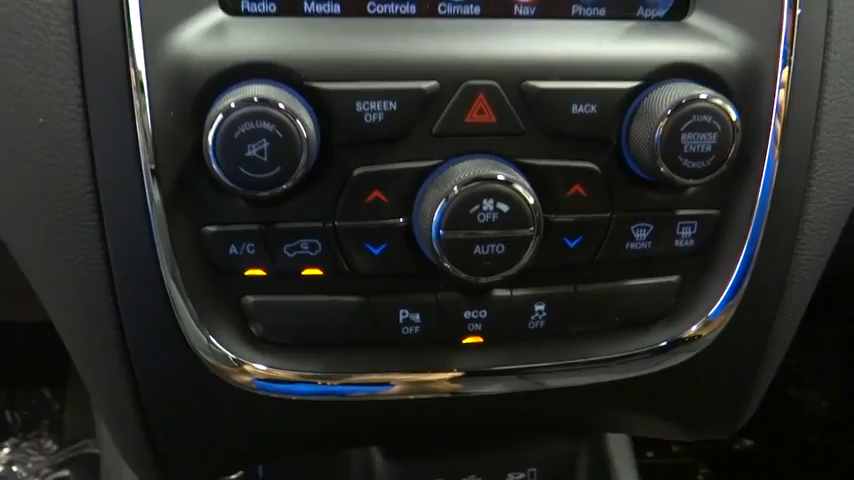 Radio Media Controls Climate Nav Phone Apps
SCREEN
OFF
BACK
VOLUME
TUNE
BROWSE
ENTER
SCROLL
OFF
AUTO
A/C
FRONT
REAR
P
OFF
eco
ON
OFF